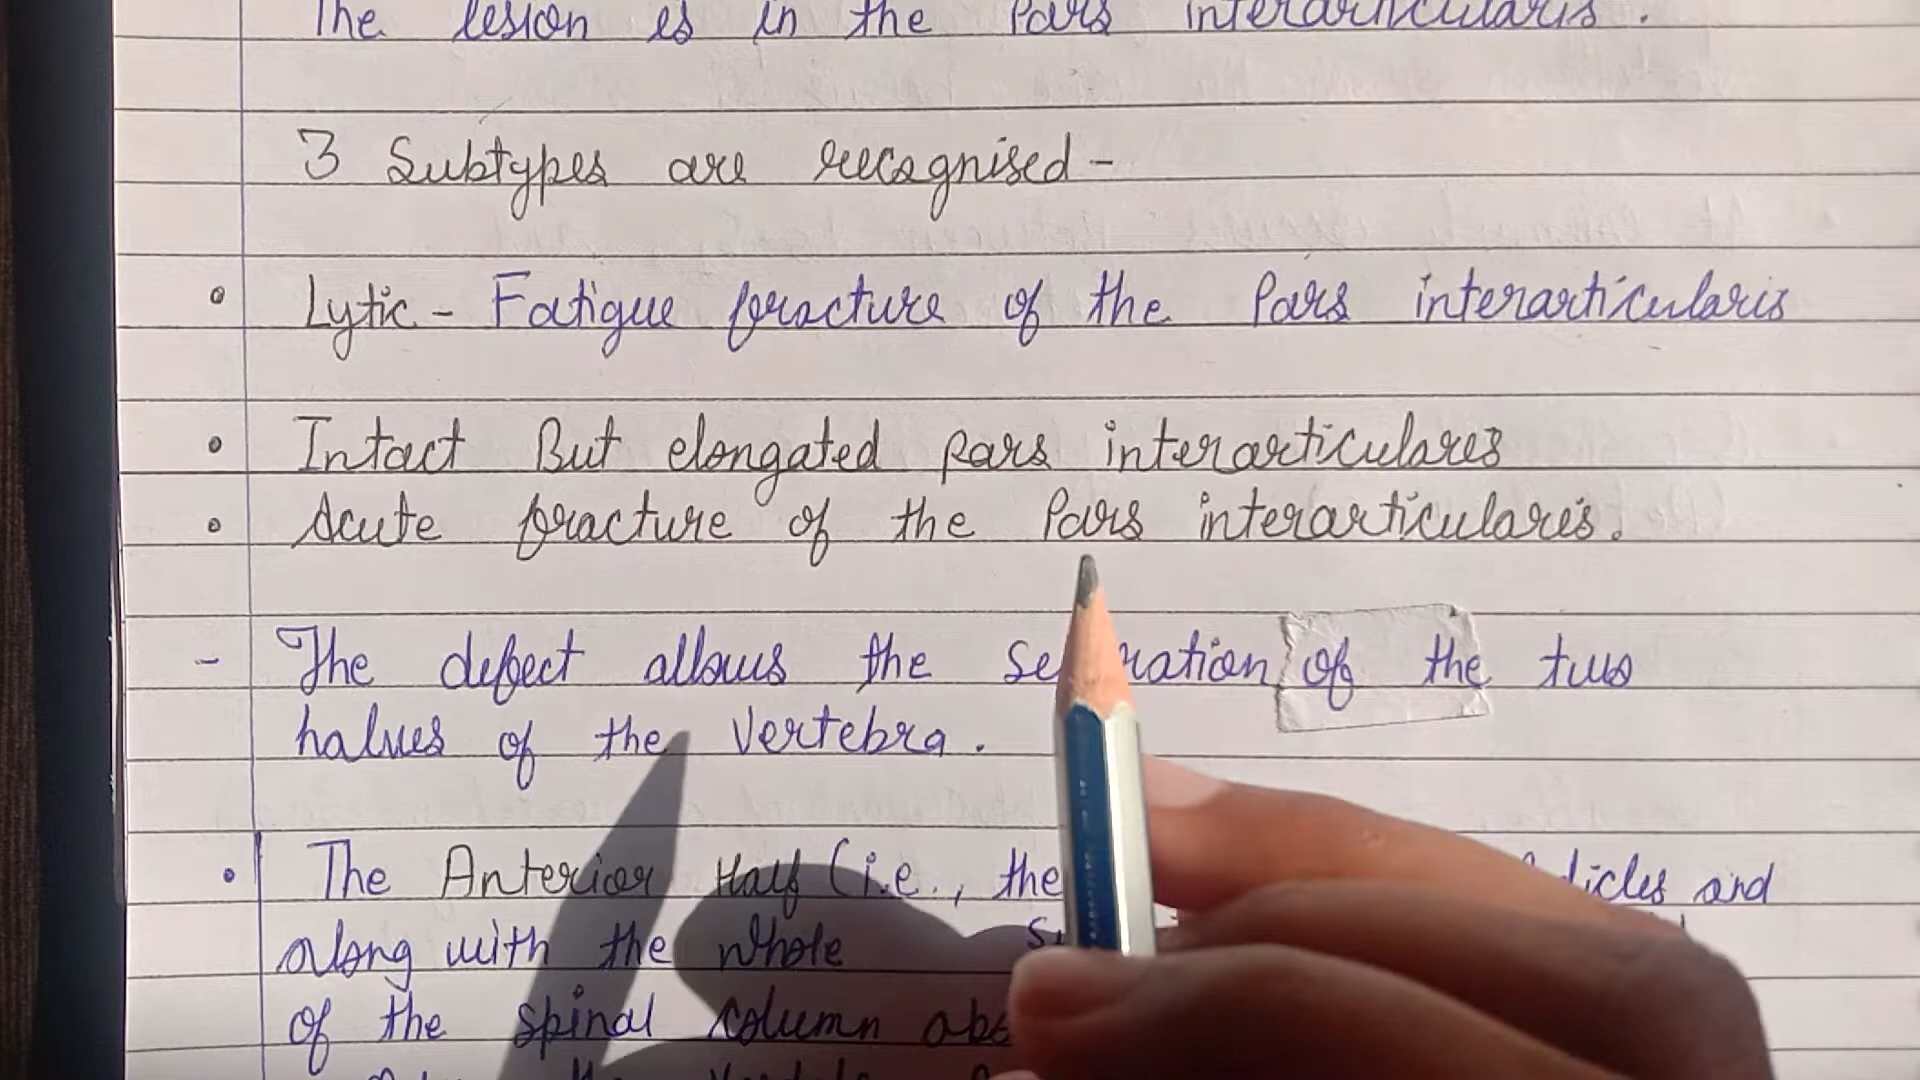 The lesion is in the Pars interarticularis.
3 Subtypes are recognised -
Lytic - Fatigue fracture of the Pars interarticularis
Intact But elongated Pars interarticulares
Acute fracture of the Pars interarticulares.
- The defect allows the of the two
halves of the Vertebra.
The Anterior Half (i.e., the and
along with the whole
of the spinal column